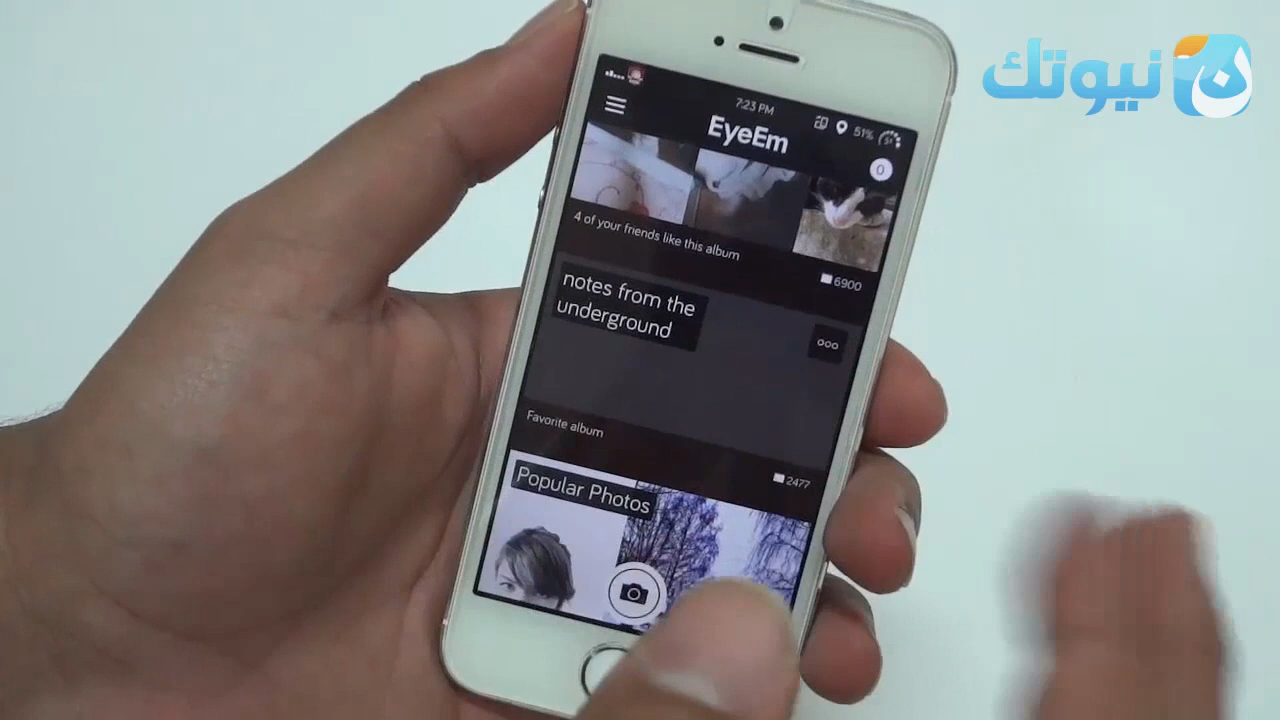 نيوتك
ن
7:23 PM
51%
EyeEm
0
4 of your friends like this album
6900
notes from the
underground
Favorite album
2477
Popular Photos